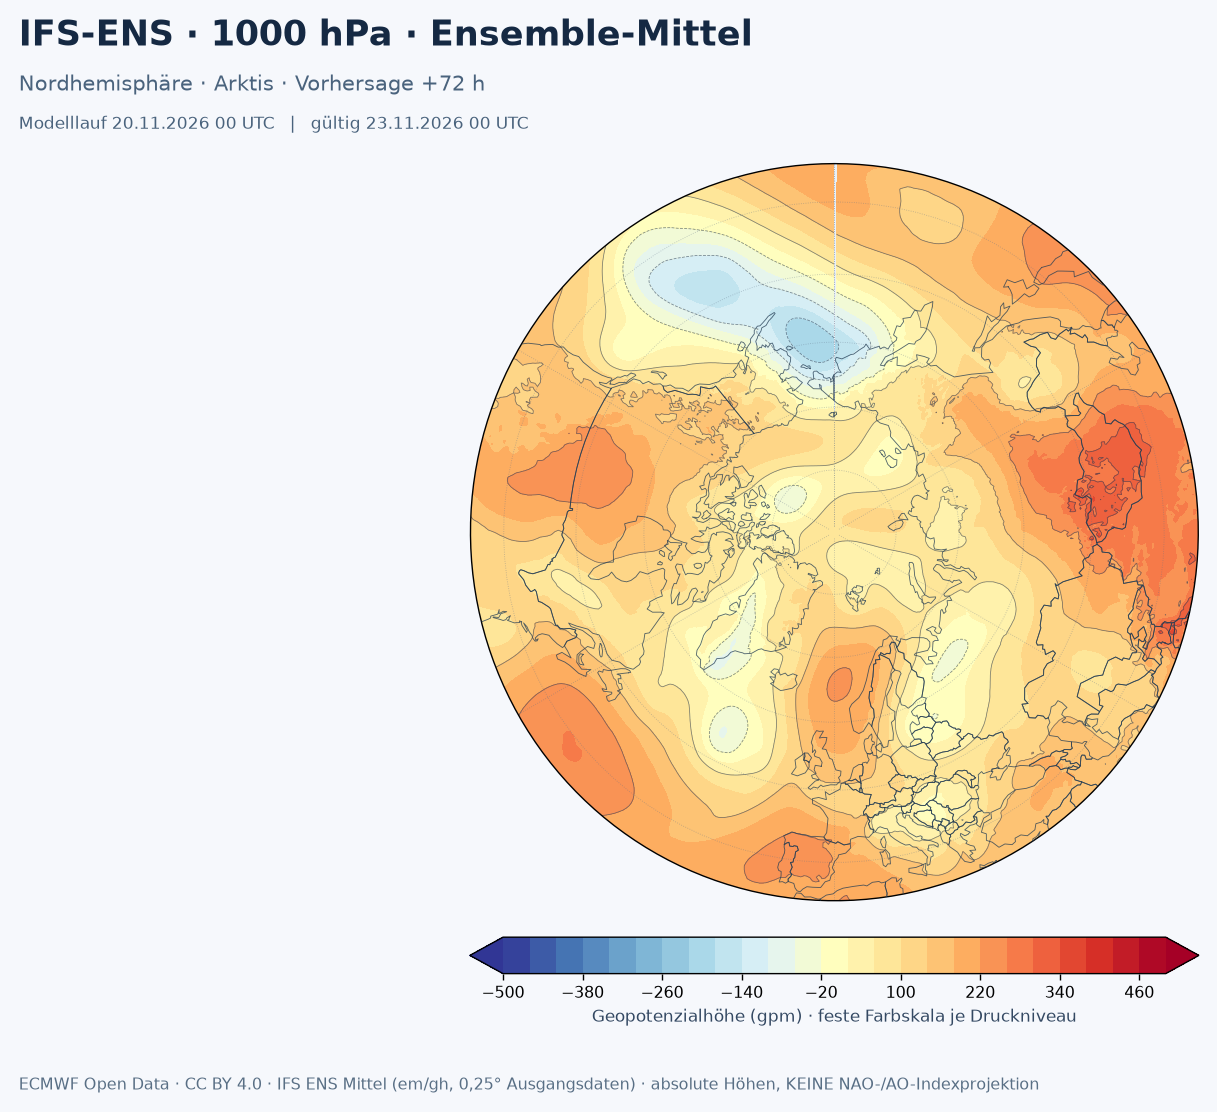 IFS-ENS · 1000 hPa · Ensemble-Mittel
Nordhemisphäre · Arktis · Vorhersage +72 h
Modelllauf 20.11.2026 00 UTC   |   gültig 23.11.2026 00 UTC
−500 −380 −260 −140 −20 100 220 340 460
Geopotenzialhöhe (gpm) · feste Farbskala je Druckniveau
ECMWF Open Data · CC BY 4.0 · IFS ENS Mittel (em/gh, 0,25° Ausgangsdaten) · absolute Höhen, KEINE NAO-/AO-Indexprojektion